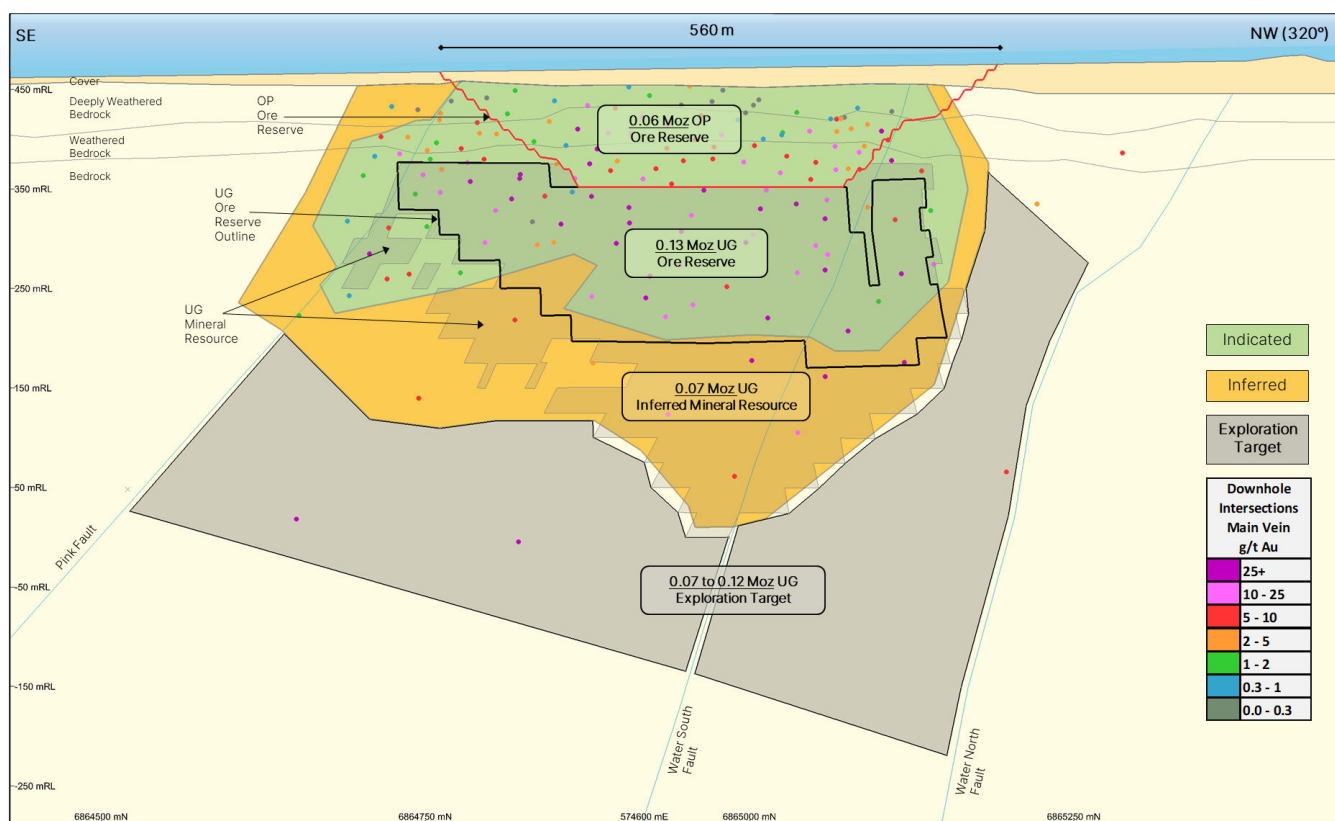 SE
560 m
NW (320°)
Cover
450 mRL
Deeply Weathered
Bedrock
OP
Ore
Reserve
0.06 Moz OP
Ore Reserve
Weathered
Bedrock
Bedrock
350 mRL
UG
Ore
Reserve
Outline
0.13 Moz UG
Ore Reserve
250 mRL
UG
Mineral
Resource
Indicated
Inferred
Exploration
Target
150 mRL
0.07 Moz UG
Inferred Mineral Resource
50 mRL
Downhole
Intersections
Main Vein
g/t Au
25+
10 - 25
5 - 10
2 - 5
1 - 2
0.3 - 1
0.0 - 0.3
Pink Fault
-50 mRL
0.07 to 0.12 Moz UG
Exploration Target
-150 mRL
Water South
Fault
Water North
Fault
-250 mRL
6864500 mN
6864750 mN
574600 mE
6865000 mN
6865250 mN